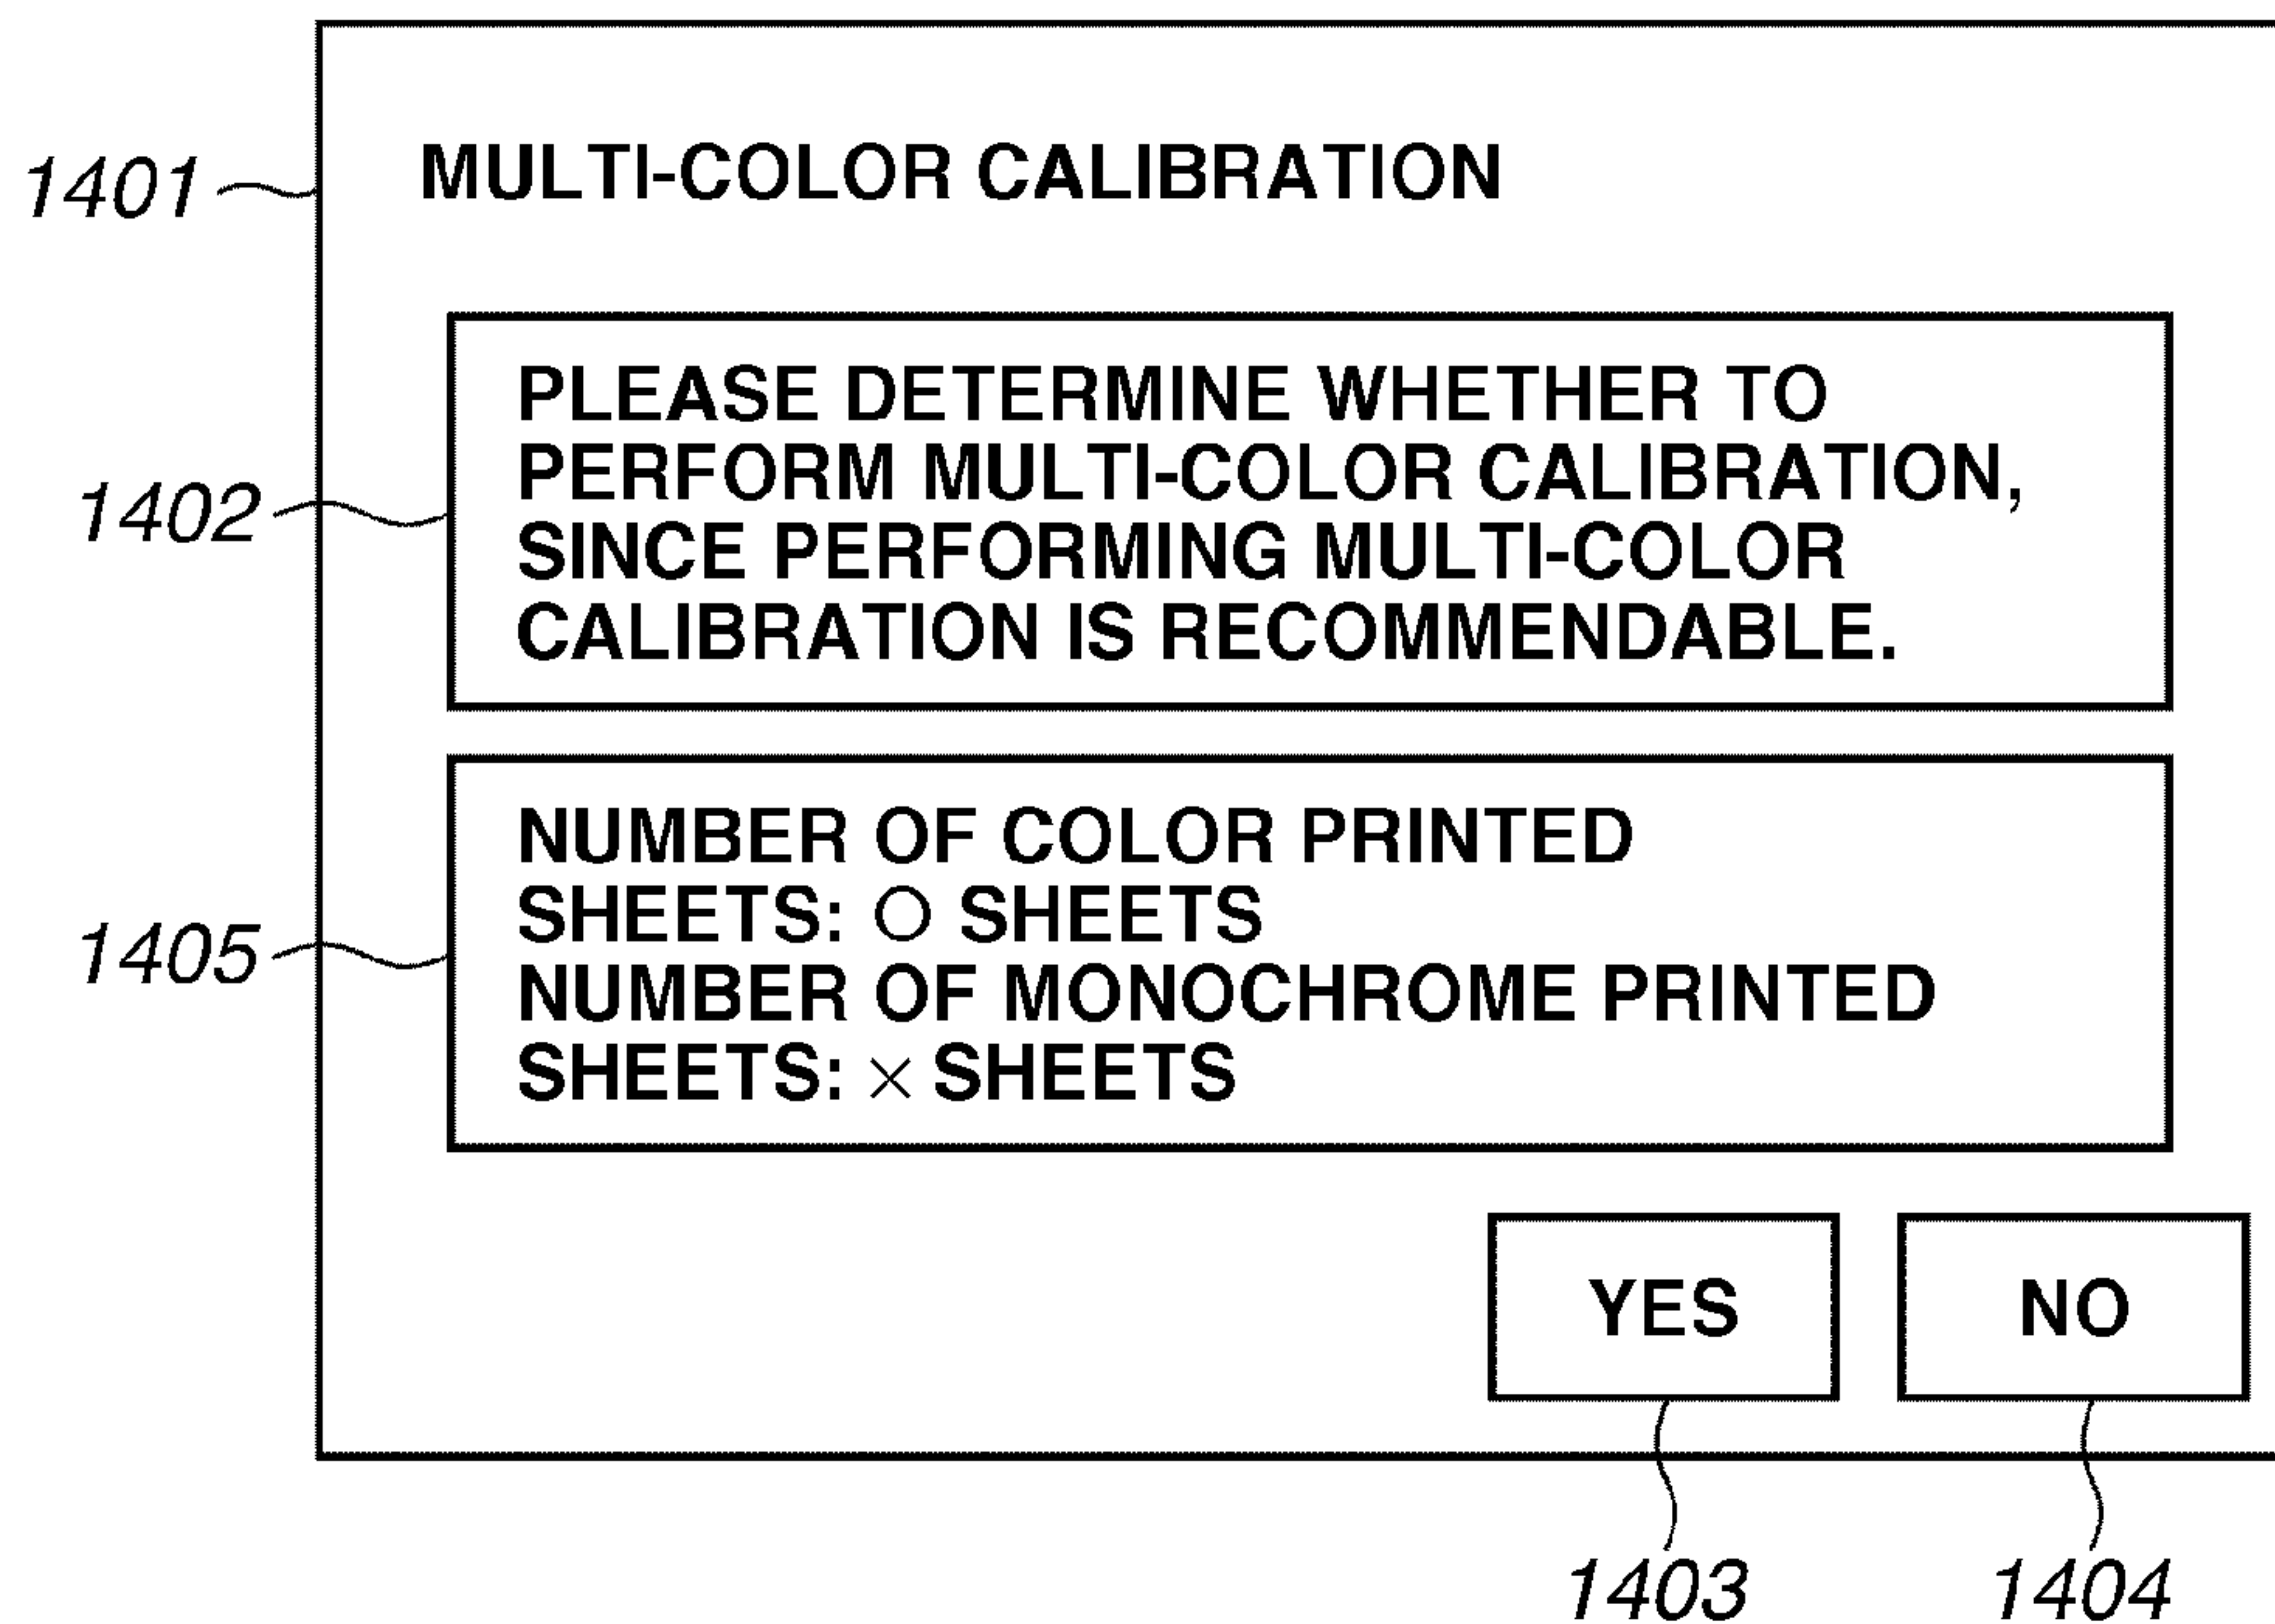 1401
MULTI-COLOR CALIBRATION
1402
PLEASE DETERMINE WHETHER TO
PERFORM MULTI-COLOR CALIBRATION,
SINCE PERFORMING MULTI-COLOR
CALIBRATION IS RECOMMENDABLE.
1405
NUMBER OF COLOR PRINTED
SHEETS: ○ SHEETS
NUMBER OF MONOCHROME PRINTED
SHEETS: × SHEETS
YES
NO
1403
1404